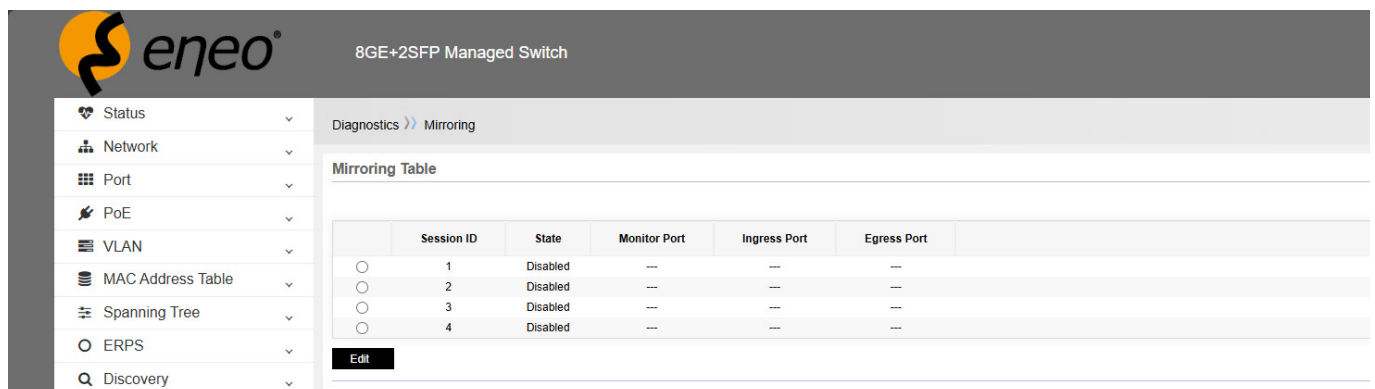 eneo®
8GE+2SFP Managed Switch
Status
Network
Port
PoE
VLAN
MAC Address Table
Spanning Tree
ERPS
Discovery
Diagnostics >> Mirroring
Mirroring Table
Session ID State Monitor Port Ingress Port Egress Port
1 Disabled --- --- ---
2 Disabled --- --- ---
3 Disabled --- --- ---
4 Disabled --- --- ---
Edit